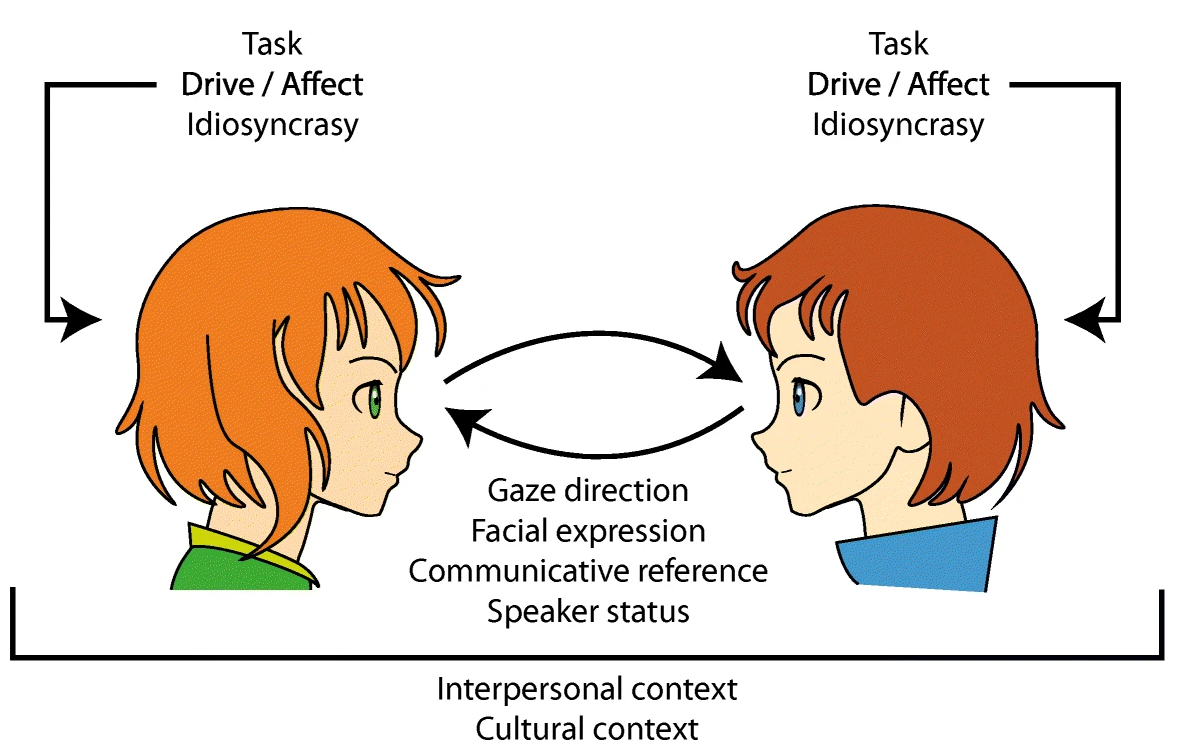 Task
Drive / Affect
Idiosyncrasy
Task
Drive / Affect
Idiosyncrasy
Gaze direction
Facial expression
Communicative reference
Speaker status
Interpersonal context
Cultural context